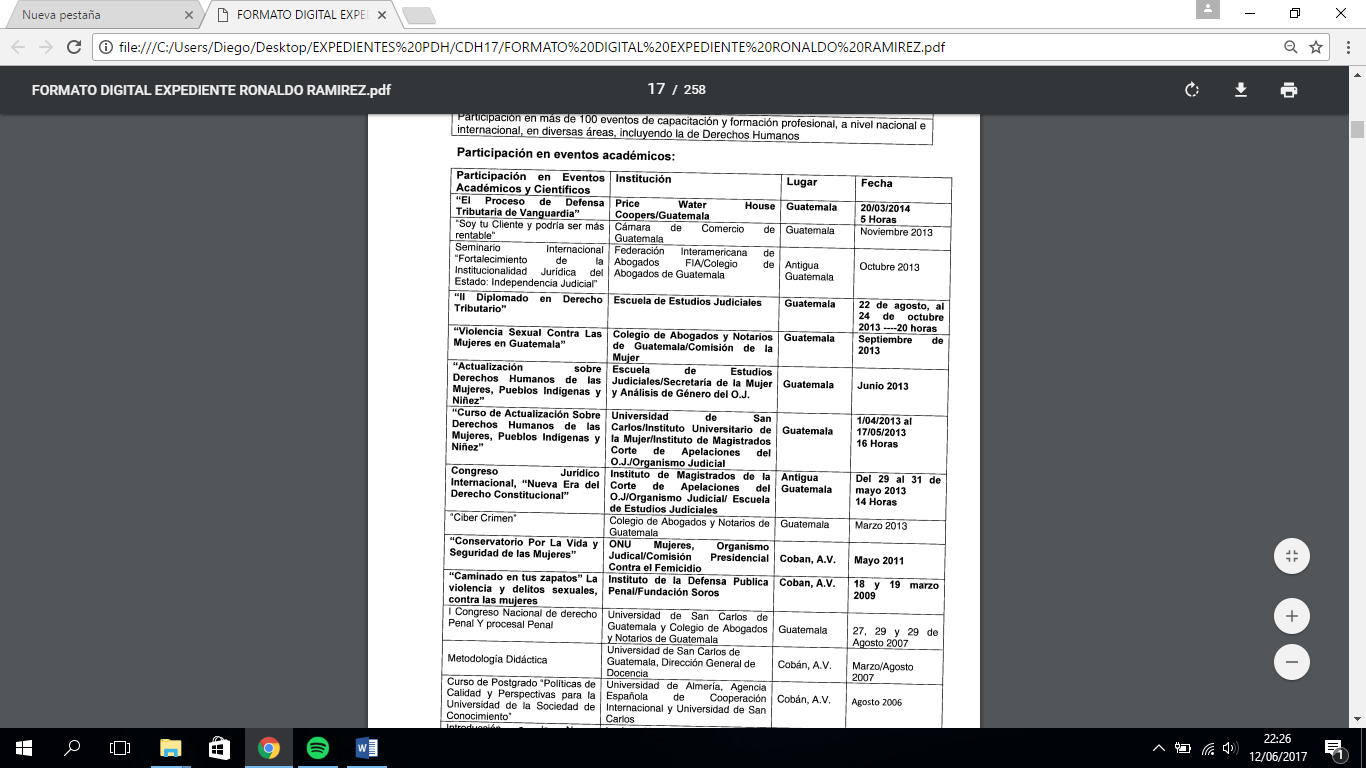 Nueva pestaña
FORMATO DIGITAL EXPE
file:///C:/Users/Diego/Desktop/EXPEDIENTES%20PDH/CDH17/FORMATO%20DIGITAL%20EXPEDIENTE%20RONALDO%20RAMIREZ.pdf
FORMATO DIGITAL EXPEDIENTE RONALDO RAMIREZ.pdf
17 / 258
Participación en más de 100 eventos de capacitación y formación profesional, a nivel nacional e
internacional, en diversas áreas, incluyendo la de Derechos Humanos
Participación en eventos académicos:
Participación en Eventos
Académicos y Científicos
Institución
Lugar
Fecha
“El Proceso de Defensa
Tributaria de Vanguardia”
Price Water House
Coopers/Guatemala
Guatemala
20/03/2014
5 Horas
“Soy tu Cliente y podría ser más
rentable”
Cámara de Comercio de
Guatemala
Guatemala
Noviembre 2013
Seminario Internacional
“Fortalecimiento de la
Institucionalidad Jurídica del
Estado: Independencia Judicial”
Federación Interamericana de
Abogados FIA/Colegio de
Abogados de Guatemala
Antigua
Guatemala
Octubre 2013
“II Diplomado en Derecho
Tributario”
Escuela de Estudios Judiciales
Guatemala
22 de agosto, al
24 de octubre
2013 ----20 horas
“Violencia Sexual Contra Las
Mujeres en Guatemala”
Colegio de Abogados y Notarios
de Guatemala/Comisión de la
Mujer
Guatemala
Septiembre de
2013
“Actualización sobre
Derechos Humanos de las
Mujeres, Pueblos Indígenas y
Niñez”
Escuela de Estudios
Judiciales/Secretaría de la Mujer
y Análisis de Género del O.J.
Guatemala
Junio 2013
“Curso de Actualización Sobre
Derechos Humanos de las
Mujeres, Pueblos Indígenas y
Niñez”
Universidad de San
Carlos/Instituto Universitario de
la Mujer/Instituto de Magistrados
Corte de Apelaciones del
O.J./Organismo Judicial
Guatemala
1/04/2013 al
17/05/2013
16 Horas
Congreso Jurídico
Internacional, “Nueva Era del
Derecho Constitucional”
Instituto de Magistrados de la
Corte de Apelaciones del
O.J/Organismo Judicial/ Escuela
de Estudios Judiciales
Antigua
Guatemala
Del 29 al 31 de
mayo 2013
14 Horas
“Ciber Crimen”
Colegio de Abogados y Notarios de
Guatemala
Guatemala
Marzo 2013
“Conservatorio Por La Vida y
Seguridad de las Mujeres”
ONU Mujeres, Organismo
Judical/Comisión Presidencial
Contra el Femicidio
Coban, A.V.
Mayo 2011
“Caminado en tus zapatos” La
violencia y delitos sexuales,
contra las mujeres
Instituto de la Defensa Publica
Penal/Fundación Soros
Coban, A.V.
18 y 19 marzo
2009
I Congreso Nacional de derecho
Penal Y procesal Penal
Universidad de San Carlos de
Guatemala y Colegio de Abogados
y Notarios de Guatemala
Guatemala
27, 29 y 29 de
Agosto 2007
Metodología Didáctica
Universidad de San Carlos de
Guatemala, Dirección General de
Docencia
Cobán, A.V.
Marzo/Agosto
2007
Curso de Postgrado “Políticas de
Calidad y Perspectivas para la
Universidad de la Sociedad de
Conocimiento”
Universidad de Almería, Agencia
Española de Cooperación
Internacional y Universidad de San
Carlos
Cobán, A.V.
Agosto 2006
22:26
12/06/2017
1